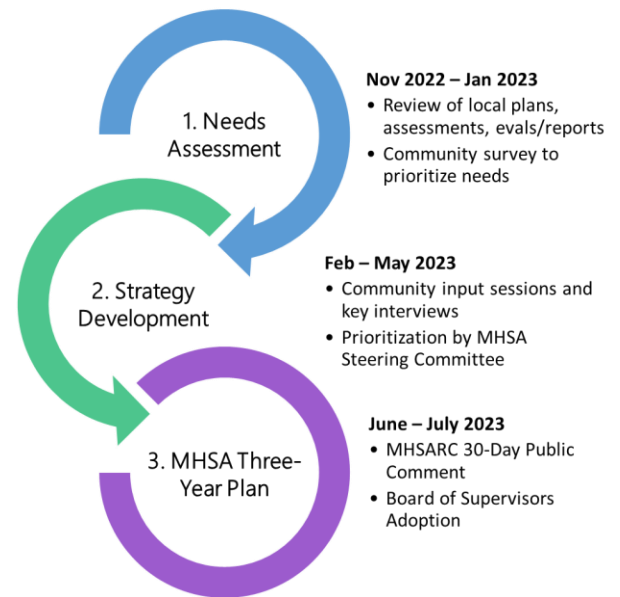 1. Needs
Assessment
Nov 2022 – Jan 2023
• Review of local plans,
assessments, evals/reports
• Community survey to
prioritize needs
2. Strategy
Development
Feb – May 2023
• Community input sessions and
key interviews
• Prioritization by MHSA
Steering Committee
3. MHSA Three-
Year Plan
June – July 2023
• MHSARC 30-Day Public
Comment
• Board of Supervisors
Adoption